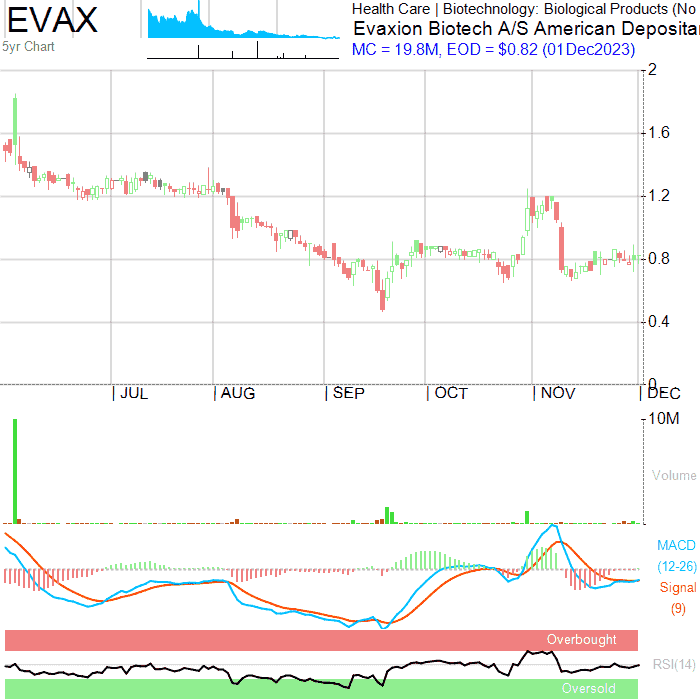 EVAX
5yr Chart
Health Care | Biotechnology: Biological Products (No
Evaxion Biotech A/S American Depositar
MC = 19.8M, EOD = $0.82 (01Dec2023)
2
1.6
1.2
0.8
0.4
0
| JUL | AUG | SEP | OCT | NOV | DEC
10M
Volume
MACD
(12-26)
Signal
(9)
Overbought
RSI(14)
Oversold